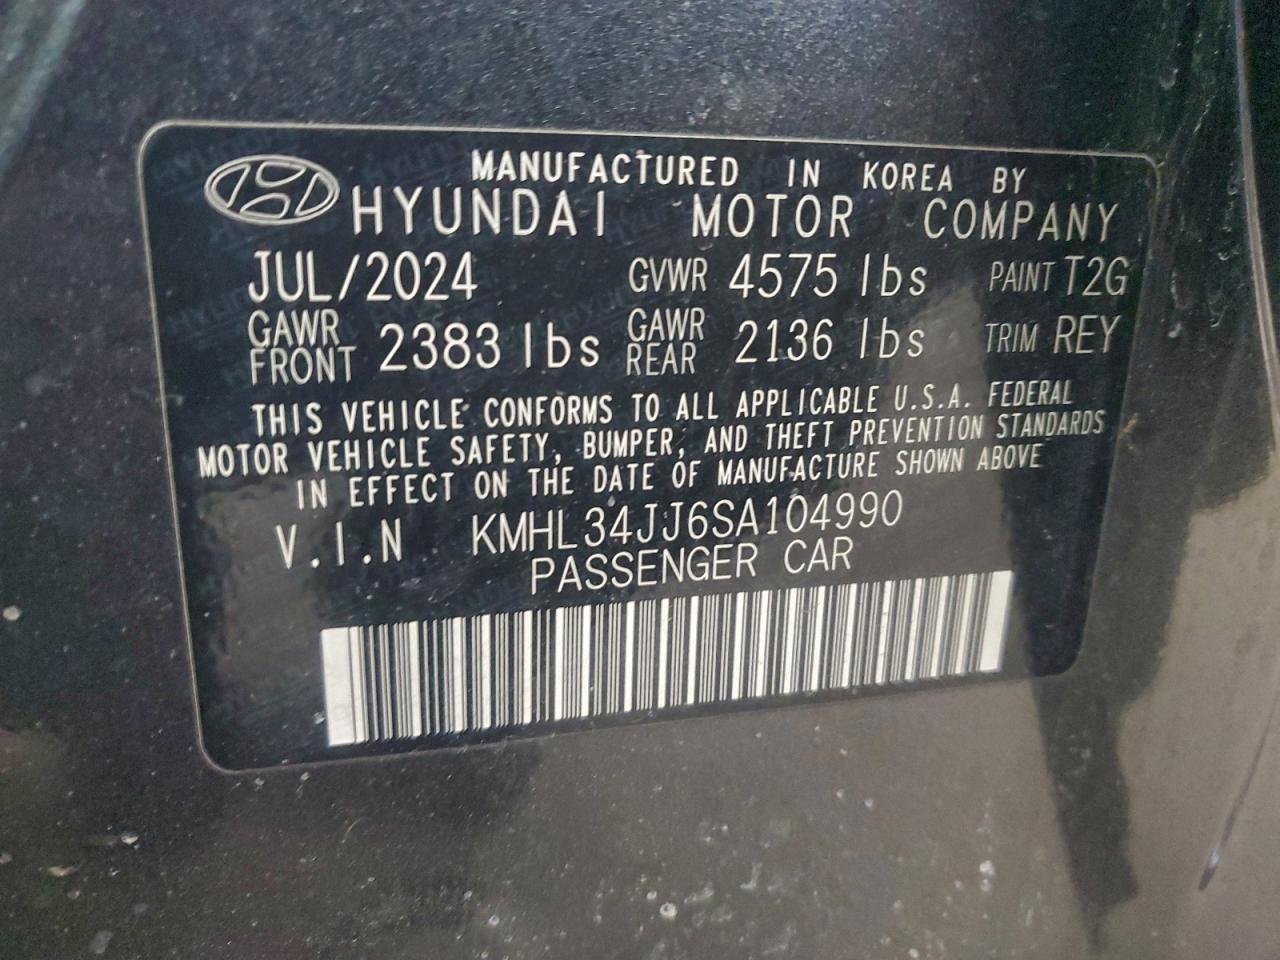 MANUFACTURED IN KOREA BY
HYUNDAI MOTOR COMPANY
JUL/2024 GVWR 4575 lbs PAINT T2G
GAWR FRONT 2383 lbs GAWR REAR 2136 lbs TRIM REY
THIS VEHICLE CONFORMS TO ALL APPLICABLE U.S.A. FEDERAL
MOTOR VEHICLE SAFETY, BUMPER, AND THEFT PREVENTION STANDARDS
IN EFFECT ON THE DATE OF MANUFACTURE SHOWN ABOVE
V.I.N KMHL34JJ6SA104990
PASSENGER CAR